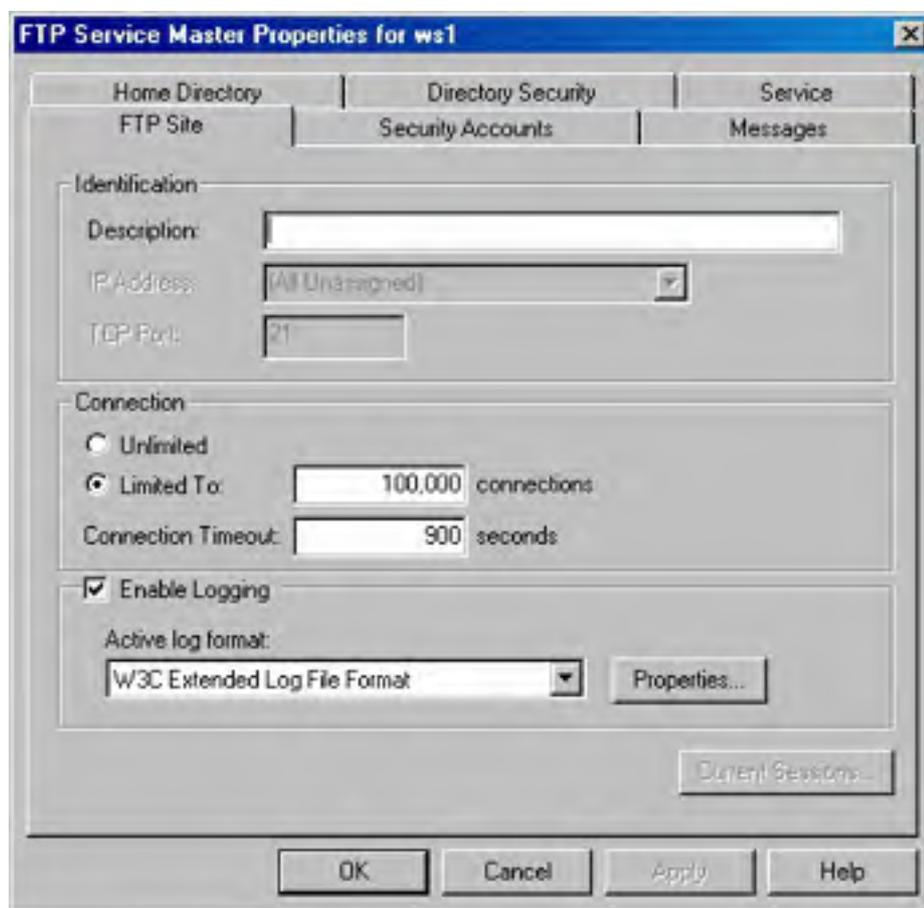 FTP Service Master Properties for ws1
Home Directory
Directory Security
Service
FTP Site
Security Accounts
Messages
Identification
Description:
IP Address:
(All Unassigned)
TCP Port:
21
Connection
Unlimited
Limited To:
100,000 connections
Connection Timeout:
900 seconds
Enable Logging
Active log format:
W3C Extended Log File Format
Properties...
Current Sessions...
OK
Cancel
Apply
Help